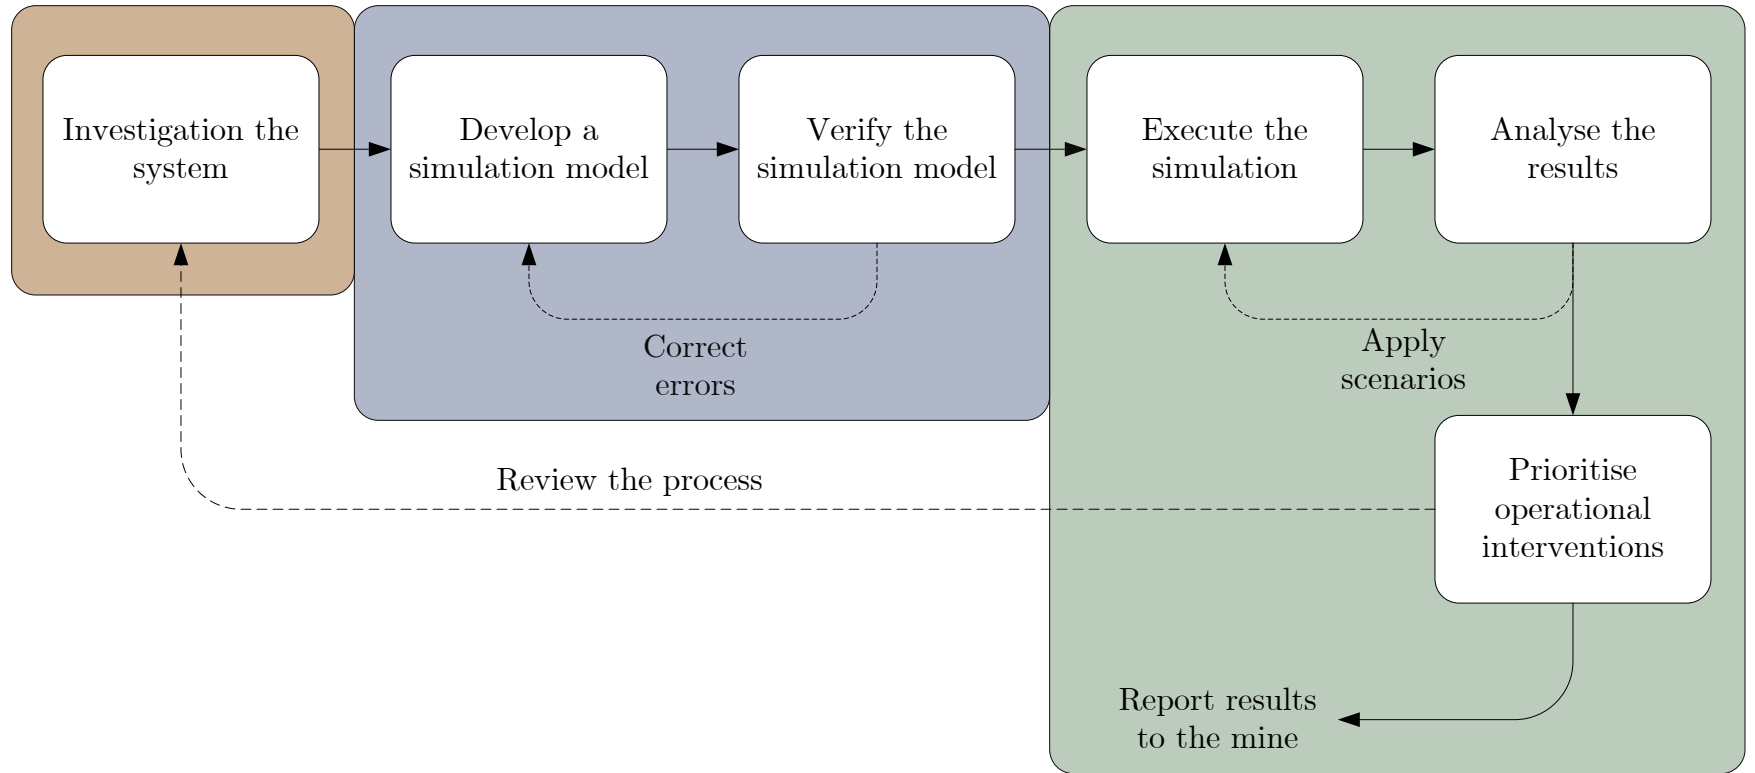 Investigation the
system
Develop a
simulation model
Verify the
simulation model
Execute the
simulation
Analyse the
results
Correct
errors
Apply
scenarios
Review the process
Prioritise
operational
interventions
Report results
to the mine